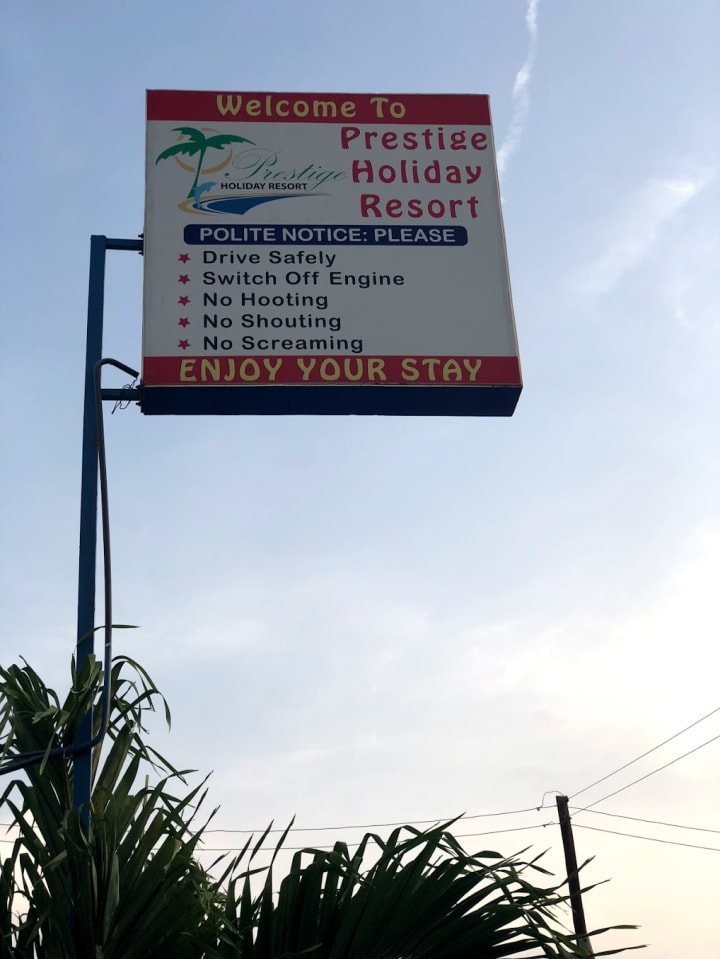 Welcome To
Prestige
HOLIDAY RESORT
Prestige
Holiday
Resort
POLITE NOTICE: PLEASE
Drive Safely
Switch Off Engine
No Hooting
No Shouting
No Screaming
ENJOY YOUR STAY